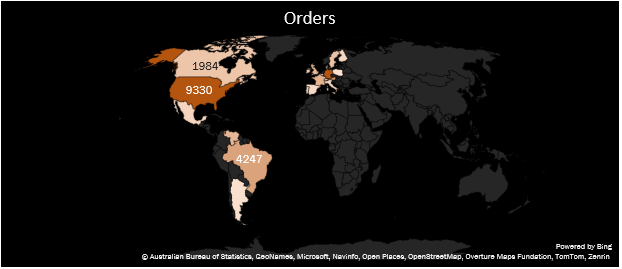 Orders
1984
9330
4247
Powered by Bing
© Australian Bureau of Statistics, GeoNames, Microsoft, Navinfo, Open Places, OpenStreetMap, Overture Maps Fundation, TomTom, Zenrin